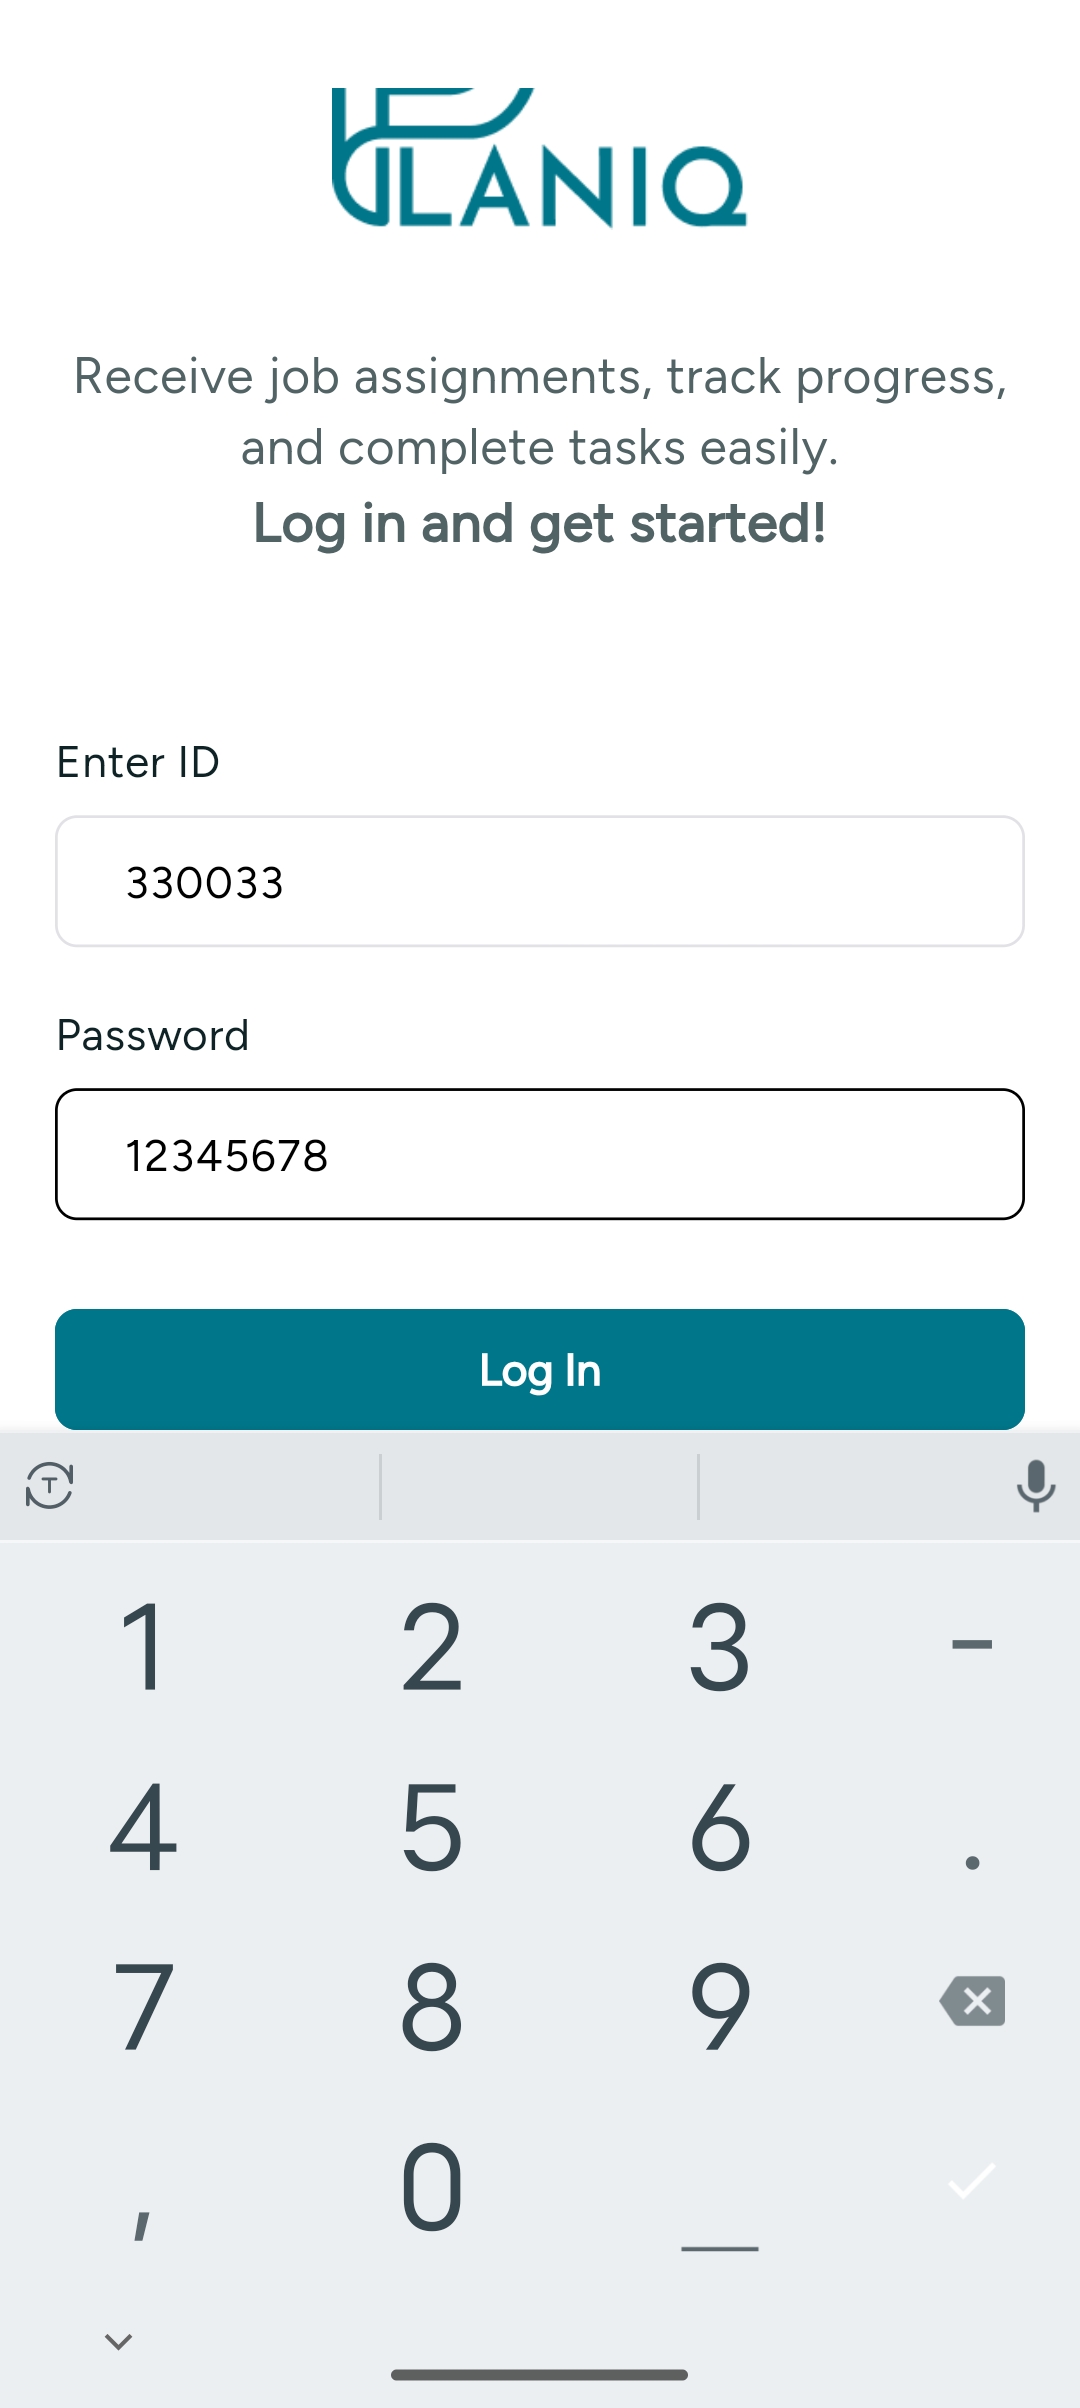 PLANIQ
Receive job assignments, track progress,
and complete tasks easily.
Log in and get started!
Enter ID
330033
Password
12345678
Log In
T
1 2 3 -
4 5 6 .
7 8 9
, 0 _